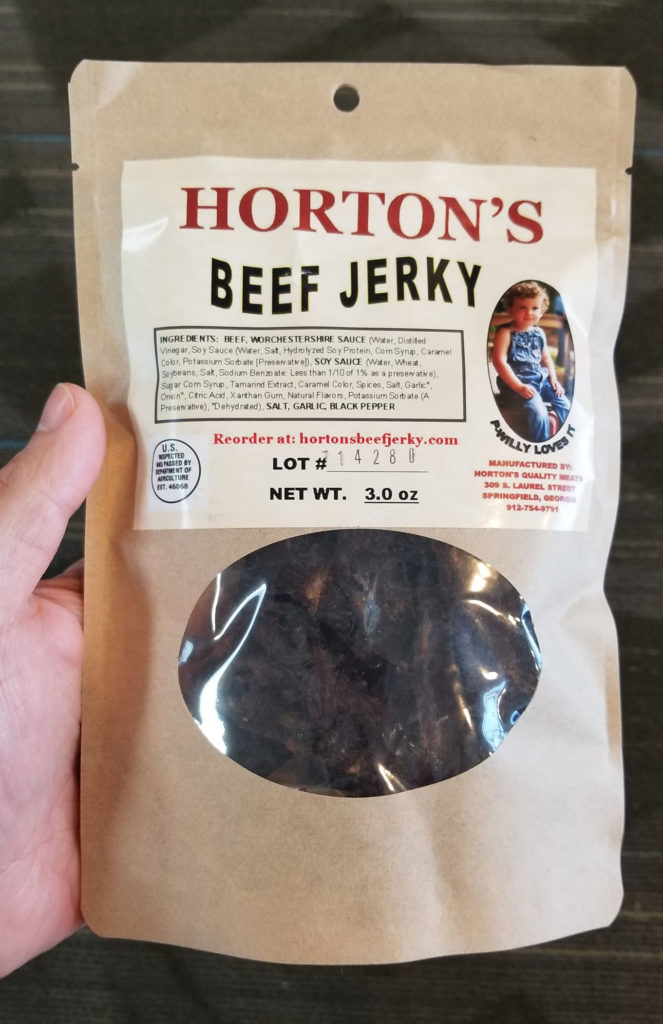 HORTON'S
BEEF JERKY
INGREDIENTS: BEEF, WORCHESTERSHIRE SAUCE (Water, Distilled
Vinegar, Soy Sauce (Water, Salt, Hydrolyzed Soy Protein, Corn Syrup, Caramel
Color, Potassium Sorbate [Preservative]), SOY SAUCE (Water, Wheat,
Soybeans, Salt, Sodium Benzoate: Less than 1/10 of 1% as a preservative),
Sugar Corn Syrup, Tamarind Extract, Caramel Color, Spices, Salt, Garlic*,
Onion*, Citric Acid, Xanthan Gum, Natural Flavors, Potassium Sorbate (A
Preservative), *Dehydrated), SALT, GARLIC, BLACK PEPPER
P-WILLY LOVES IT
Reorder at: hortonsbeefjerky.com
U.S.
INSPECTED
AND PASSED BY
DEPARTMENT OF
AGRICULTURE
EST. 46058
LOT # 714280
NET WT. 3.0 oz
MANUFACTURED BY:
HORTON'S QUALITY MEATS
309 S. LAUREL STREET
SPRINGFIELD, GEORGIA
912-754-9791